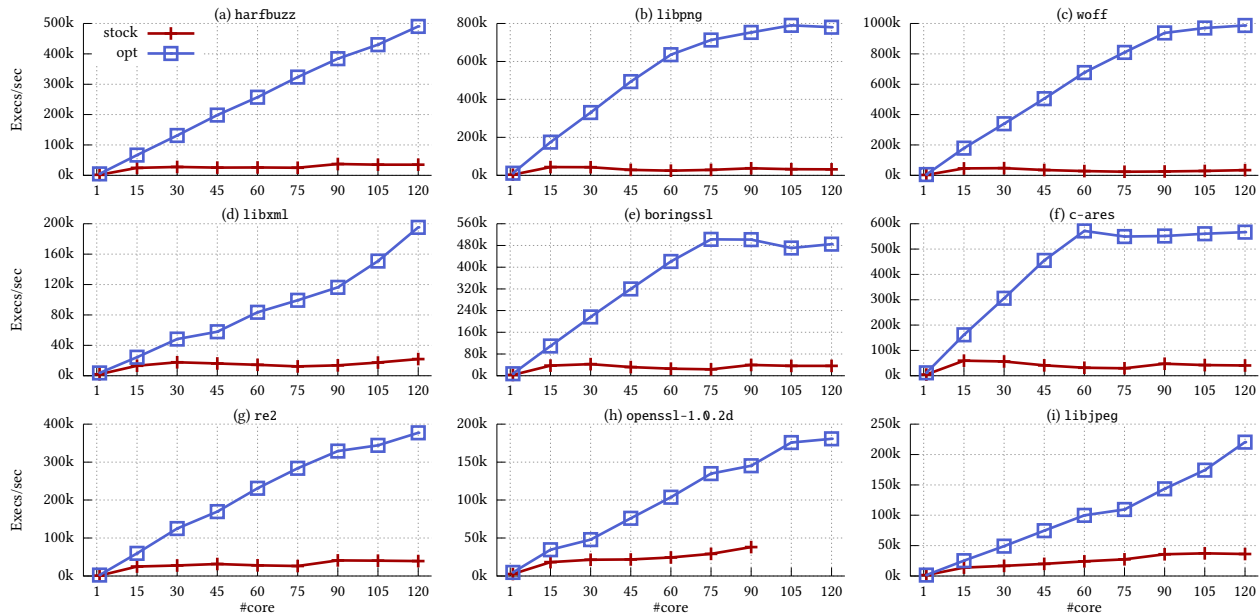 (a) harfbuzz
500k
400k
300k
200k
100k
0k
Execs/sec
stock
opt
1 15 30 45 60 75 90 105 120
(b) libpng
800k
600k
400k
200k
0k
1 15 30 45 60 75 90 105 120
(c) woff
1000k
800k
600k
400k
200k
0k
1 15 30 45 60 75 90 105 120
(d) libxml
200k
160k
120k
80k
40k
0k
Execs/sec
1 15 30 45 60 75 90 105 120
(e) boringssl
560k
480k
400k
320k
240k
160k
80k
0k
1 15 30 45 60 75 90 105 120
(f) c-ares
600k
500k
400k
300k
200k
100k
0k
1 15 30 45 60 75 90 105 120
(g) re2
400k
300k
200k
100k
0k
Execs/sec
1 15 30 45 60 75 90 105 120
#core
(h) openssl-1.0.2d
200k
150k
100k
50k
0k
1 15 30 45 60 75 90 105 120
#core
(i) libjpeg
250k
200k
150k
100k
50k
0k
1 15 30 45 60 75 90 105 120
#core